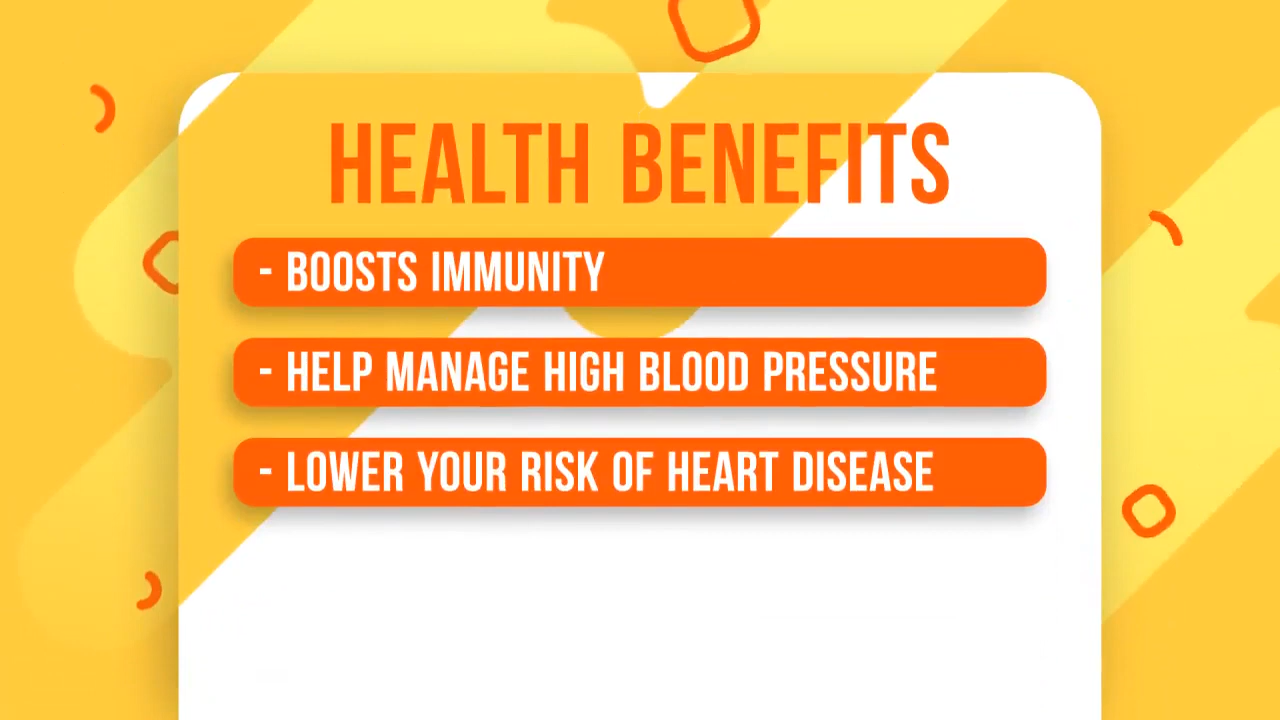 HEALTH BENEFITS
- BOOSTS IMMUNITY
- HELP MANAGE HIGH BLOOD PRESSURE
- LOWER YOUR RISK OF HEART DISEASE